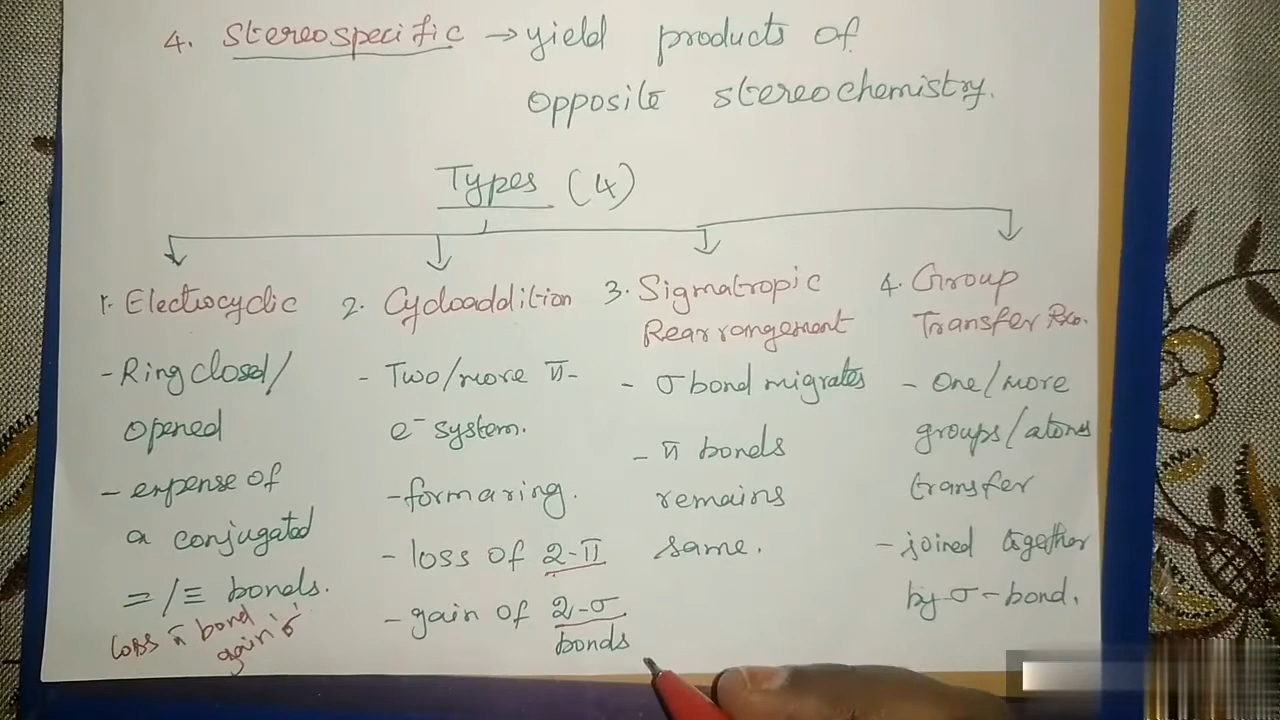 4. Stereospecific → yield products of
opposite stereochemistry.
Types (4)
1. Electrocyclic
- Ring closed/
opened
- expense of
a conjugated
=/≡ bonds.
loss π bond
gain 'σ'
2. Cycloaddition
- Two/more π-
e⁻ system.
- form a ring.
- loss of 2-π
- gain of 2-σ
bonds
3. Sigmatropic
Rearrangement
- σ bond migrates
- π bonds
remains
same.
4. Group
Transfer Rxn.
- One/more
groups/atoms
transfer
- joined together
by σ-bond.